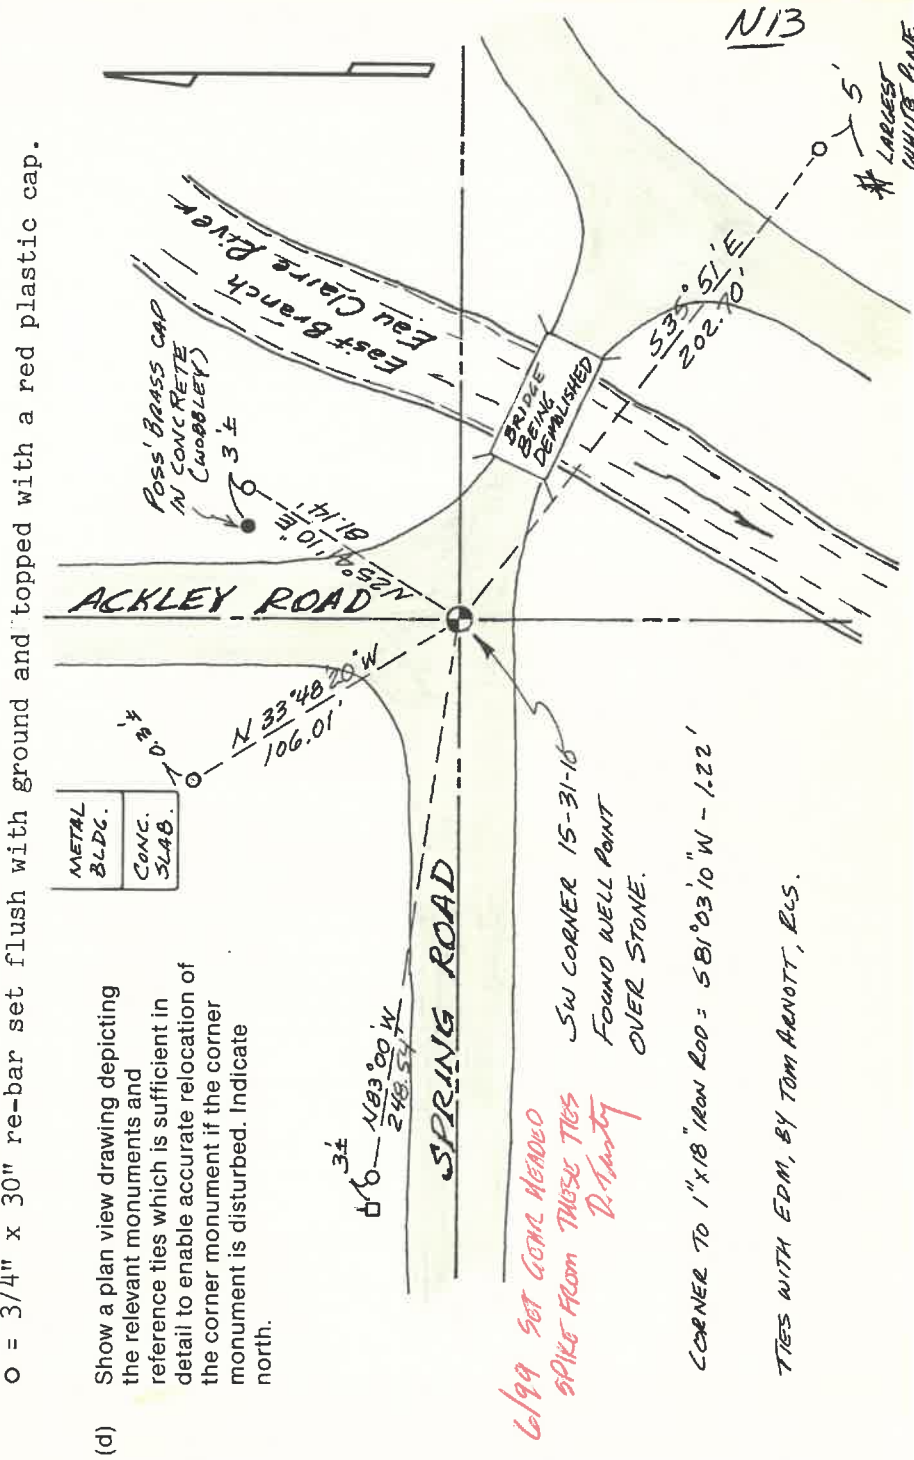 O = 3/4" x 30" re-bar set flush with ground and topped with a red plastic cap.
(d) Show a plan view drawing depicting
the relevant monuments and
reference ties which is sufficient in
detail to enable accurate relocation of
the corner monument if the corner
monument is disturbed. Indicate
north.
METAL
BLDG.
CONC.
SLAB.
0.3'±
N 33°48'20"W
106.01'
ACKLEY ROAD
POSS' BRASS CAP
IN CONCRETE
(WOBBLEY)
3'±
81.14'
East Branch
Eau Claire River
3±
N83°00'W
248.54'
SPRING ROAD
BRIDGE
BEING
DEMOLISHED
S35°51'E
202.70'
N13
5'
* LARGEST
WHITE PINE
SW CORNER 15-31-10
FOUND WELL POINT
OVER STONE.
6/99 SET GEAR HEADED
SPIKE FROM THESE TIES
CORNER TO 1"x18" IRON ROD = S81°03'10"W - 1.22'
TIES WITH EDM, BY TOM ARNOTT, RLS.